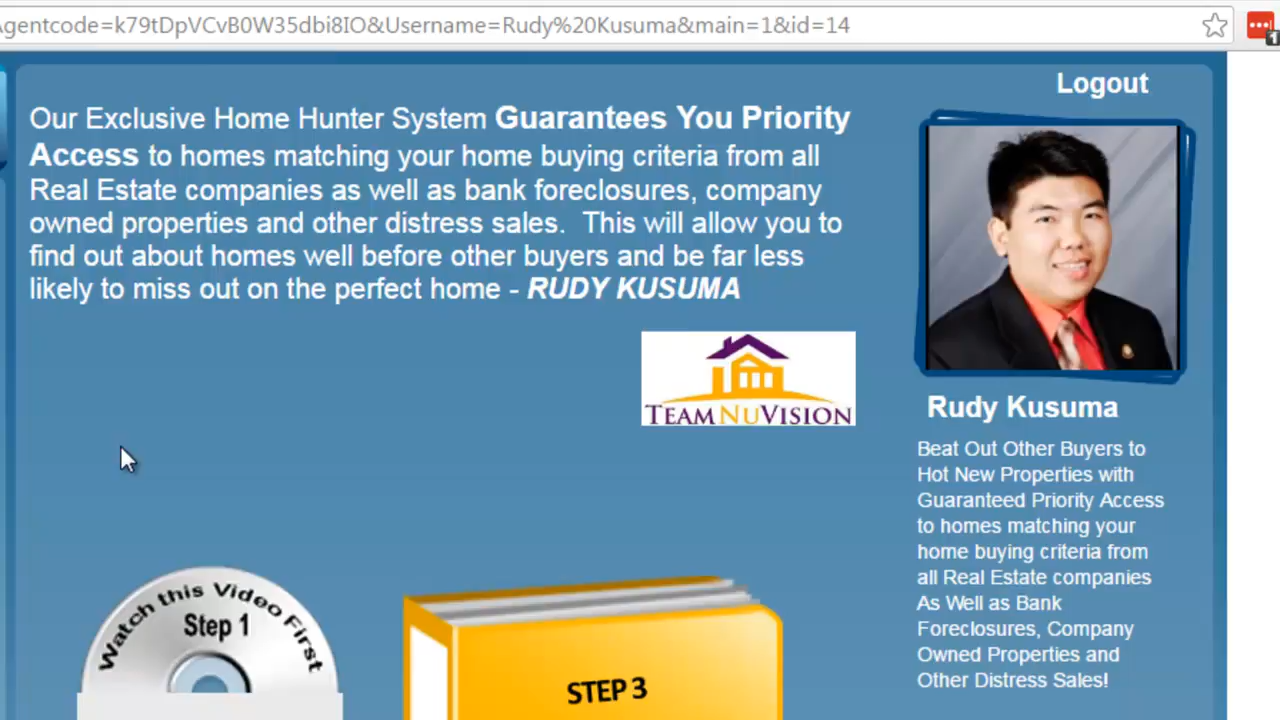 Agentcode=k79tDpVCvB0W35dbi8IO&Username=Rudy%20Kusuma&main=1&id=14
1
Logout
Our Exclusive Home Hunter System Guarantees You Priority
Access to homes matching your home buying criteria from all
Real Estate companies as well as bank foreclosures, company
owned properties and other distress sales.  This will allow you to
find out about homes well before other buyers and be far less
likely to miss out on the perfect home - RUDY KUSUMA
TEAM NUVISION
Rudy Kusuma
Beat Out Other Buyers to
Hot New Properties with
Guaranteed Priority Access
to homes matching your
home buying criteria from
all Real Estate companies
As Well as Bank
Foreclosures, Company
Owned Properties and
Other Distress Sales!
Watch this Video First
Step 1
STEP 3